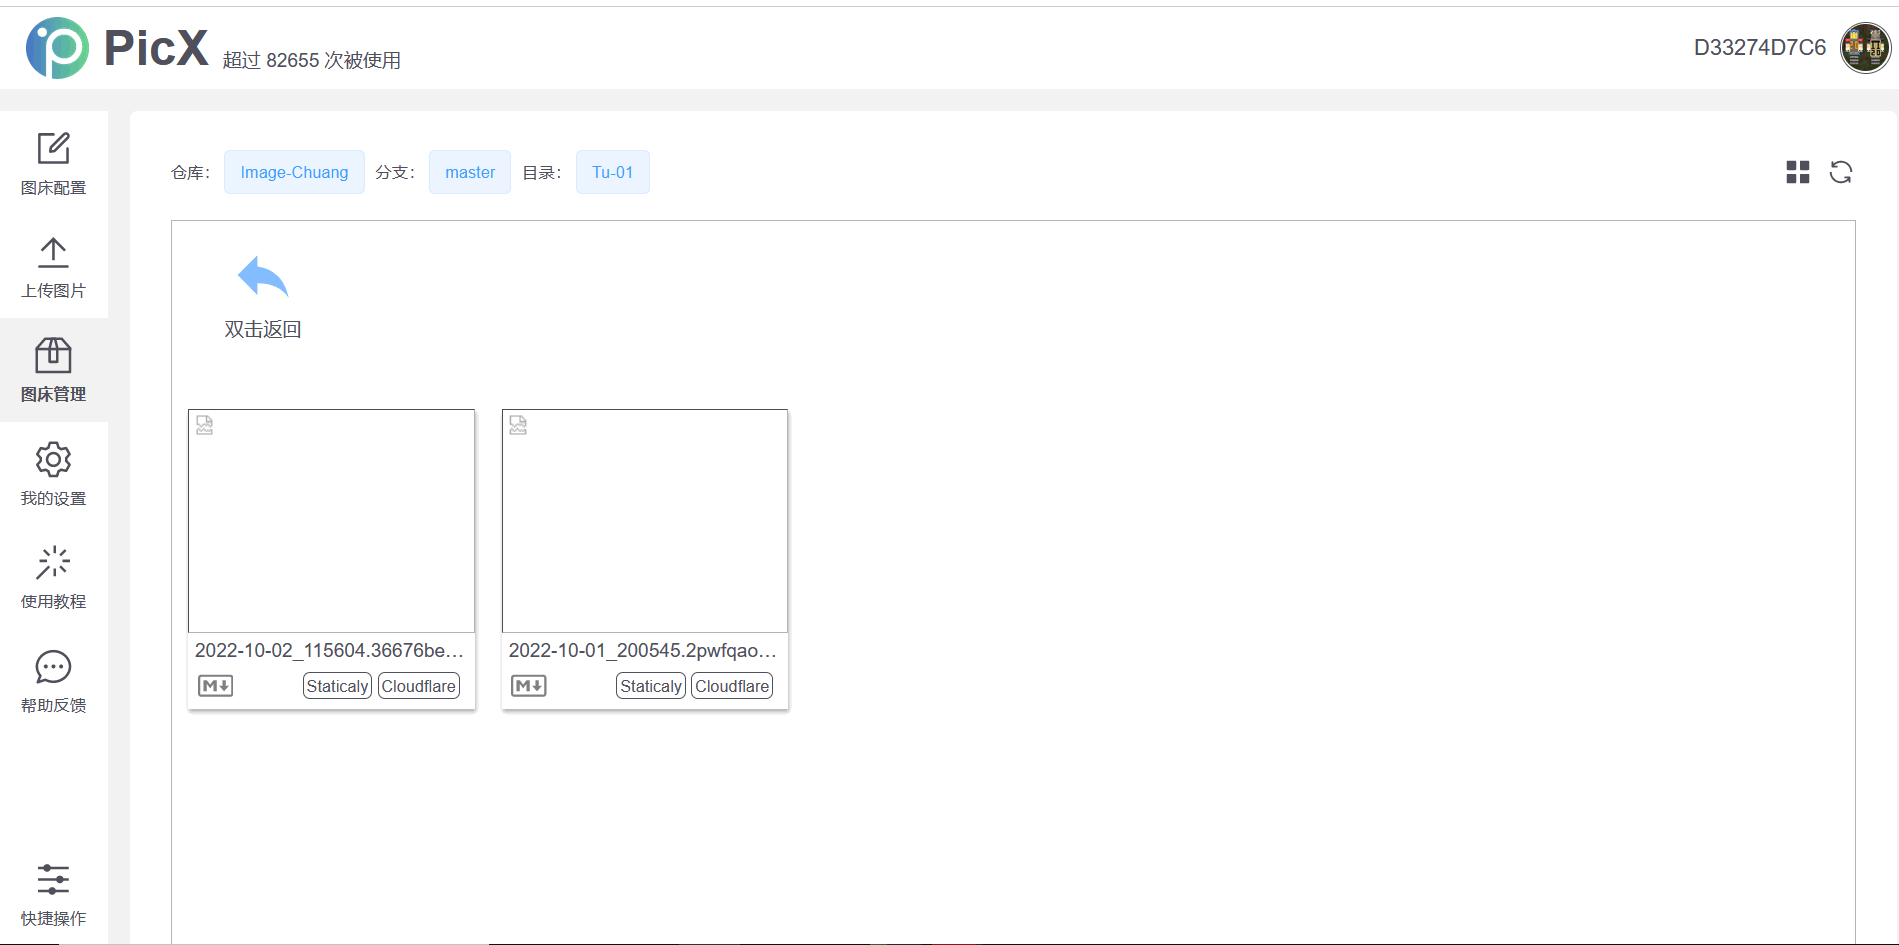 PicX 超过 82655 次被使用
D33274D7C6
图床配置
上传图片
图床管理
我的设置
使用教程
帮助反馈
快捷操作
仓库： Image-Chuang 分支： master 目录： Tu-01
双击返回
2022-10-02_115604.36676be...
M Staticaly Cloudflare
2022-10-01_200545.2pwfqao...
M Staticaly Cloudflare